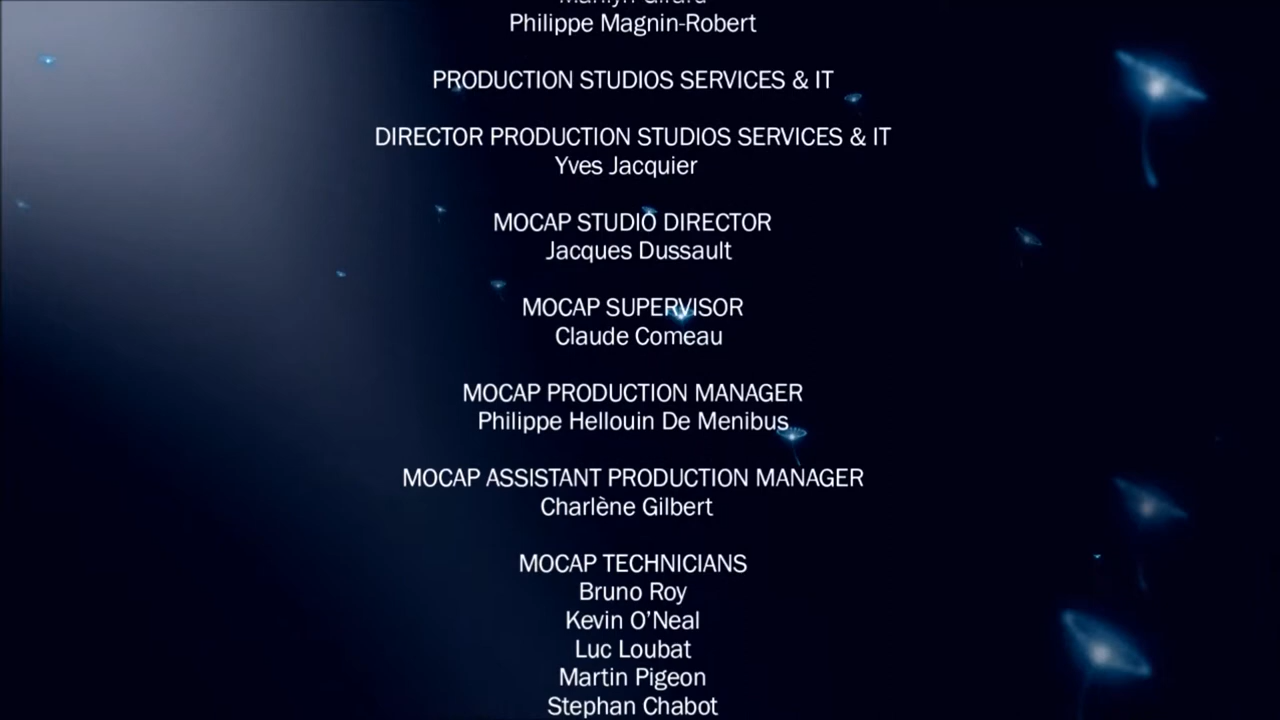 Philippe Magnin-Robert
PRODUCTION STUDIOS SERVICES & IT
DIRECTOR PRODUCTION STUDIOS SERVICES & IT
Yves Jacquier
MOCAP STUDIO DIRECTOR
Jacques Dussault
MOCAP SUPERVISOR
Claude Comeau
MOCAP PRODUCTION MANAGER
Philippe Hellouin De Menibus
MOCAP ASSISTANT PRODUCTION MANAGER
Charlène Gilbert
MOCAP TECHNICIANS
Bruno Roy
Kevin O’Neal
Luc Loubat
Martin Pigeon
Stephan Chabot